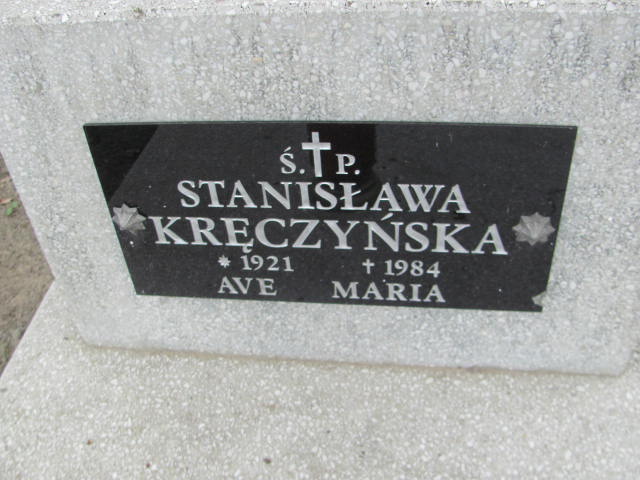 Ś.✝P.
STANISŁAWA
KRĘCZYŃSKA
* 1921 ✝ 1984
AVE MARIA